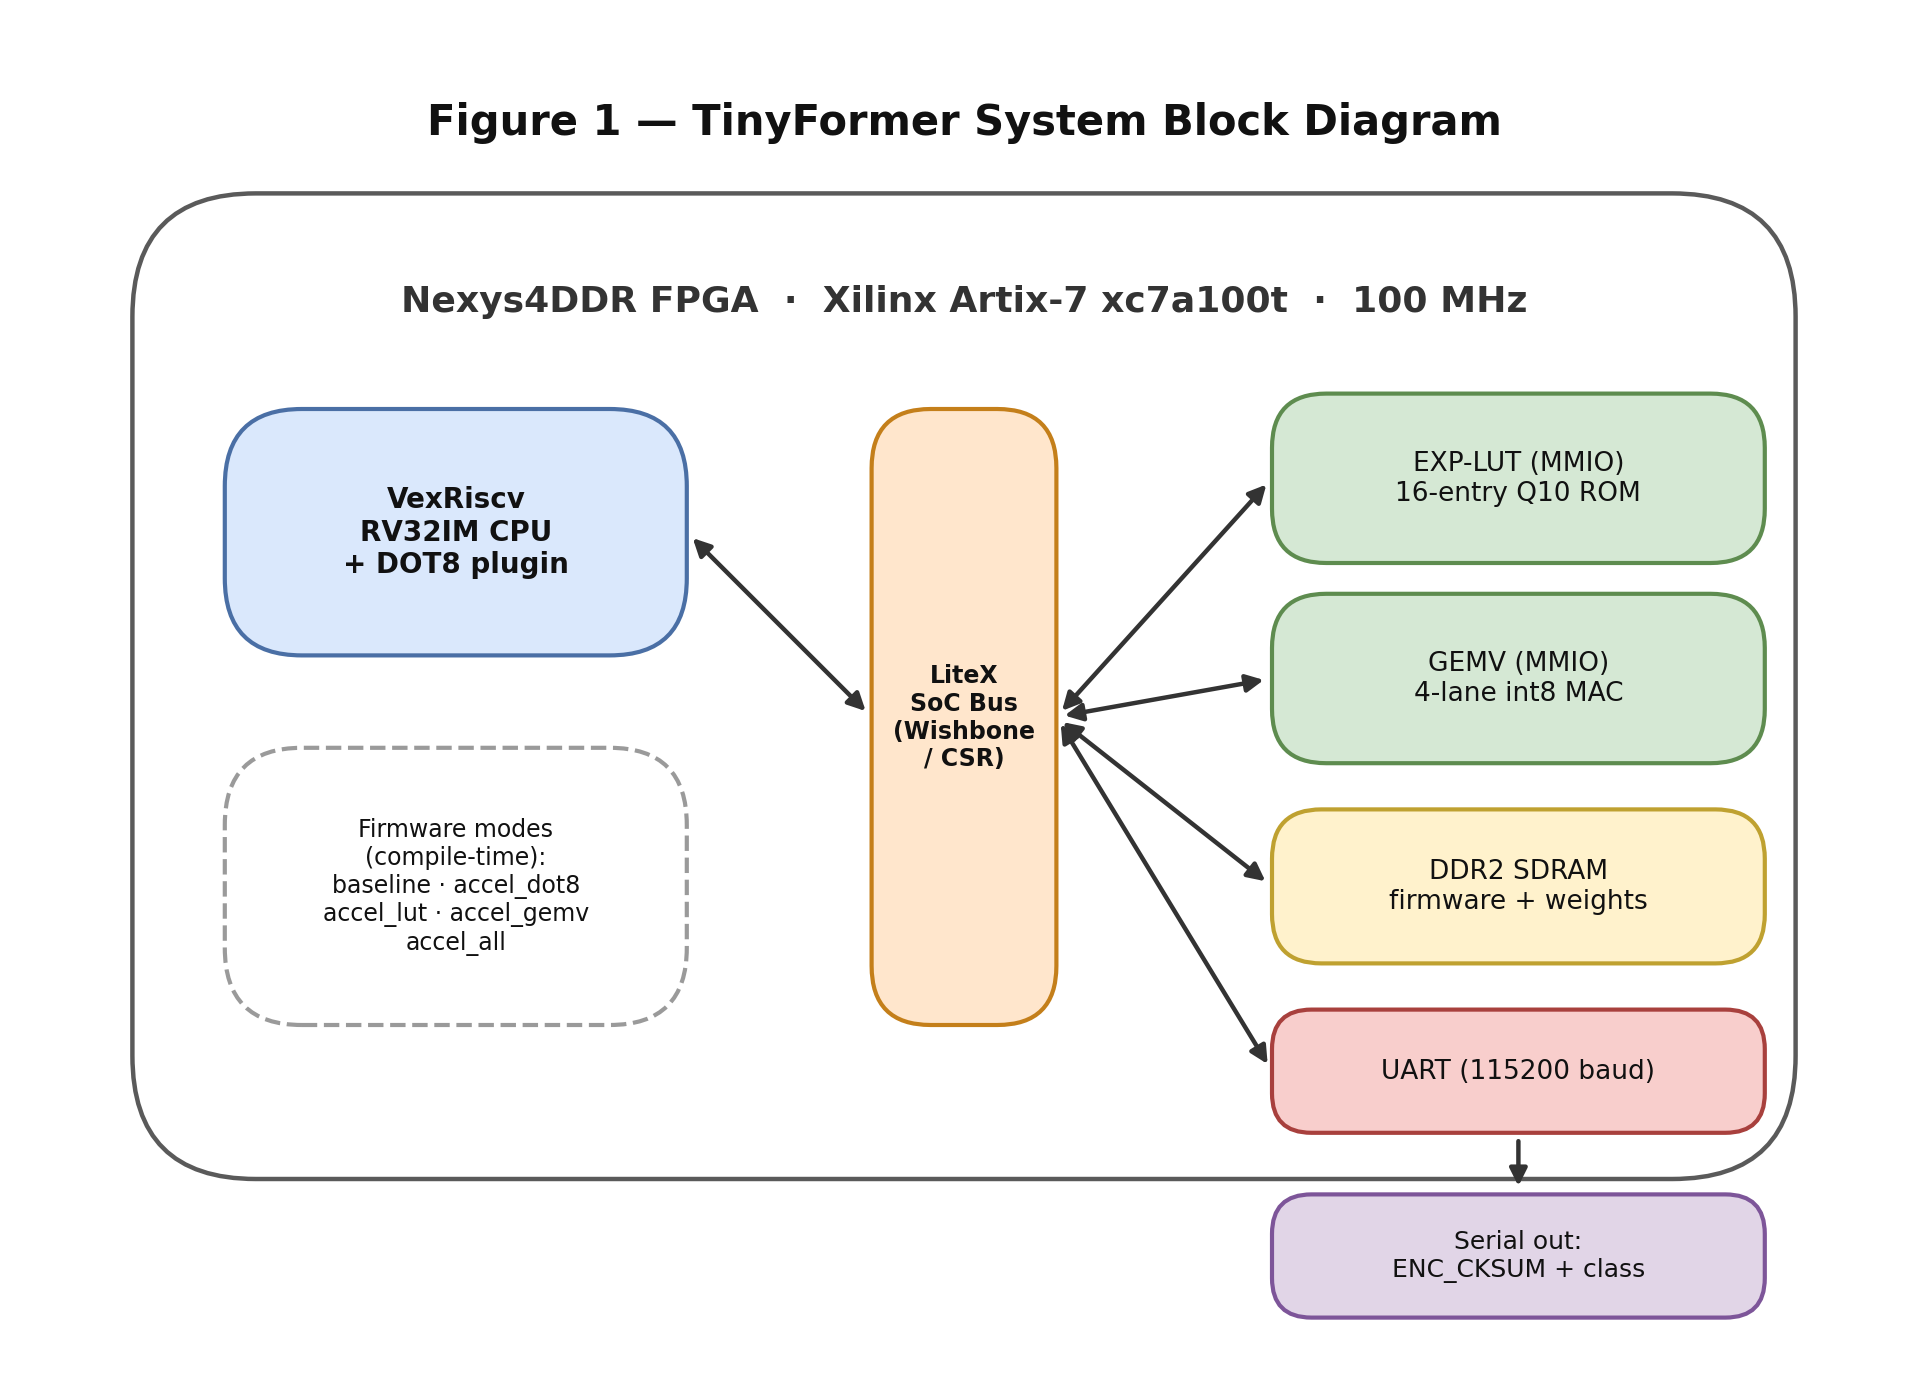 Figure 1 — TinyFormer System Block Diagram
Nexys4DDR FPGA · Xilinx Artix-7 xc7a100t · 100 MHz
VexRiscv
RV32IM CPU
+ DOT8 plugin
Firmware modes
(compile-time):
baseline · accel_dot8
accel_lut · accel_gemv
accel_all
LiteX
SoC Bus
(Wishbone
/ CSR)
EXP-LUT (MMIO)
16-entry Q10 ROM
GEMV (MMIO)
4-lane int8 MAC
DDR2 SDRAM
firmware + weights
UART (115200 baud)
Serial out:
ENC_CKSUM + class